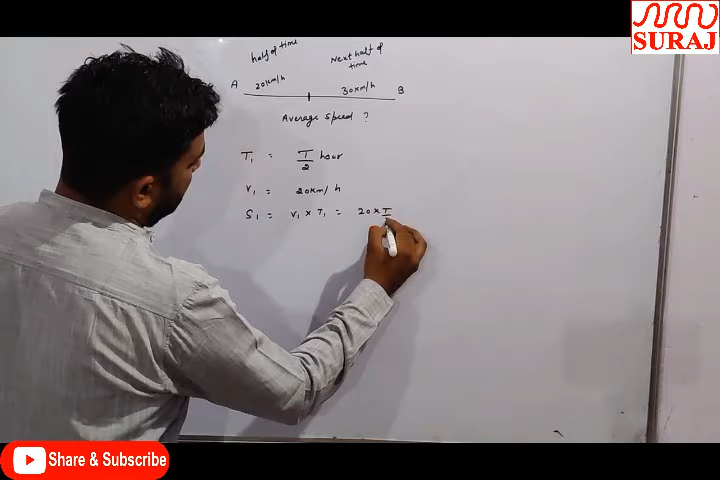 SURAJ
half of time
Next half of
time
A 20km/h 30km/h B
Average Speed ?
T₁ = T/2 hour
V₁ = 20km/h
S₁ = V₁ × T₁ = 20 × T
Share & Subscribe